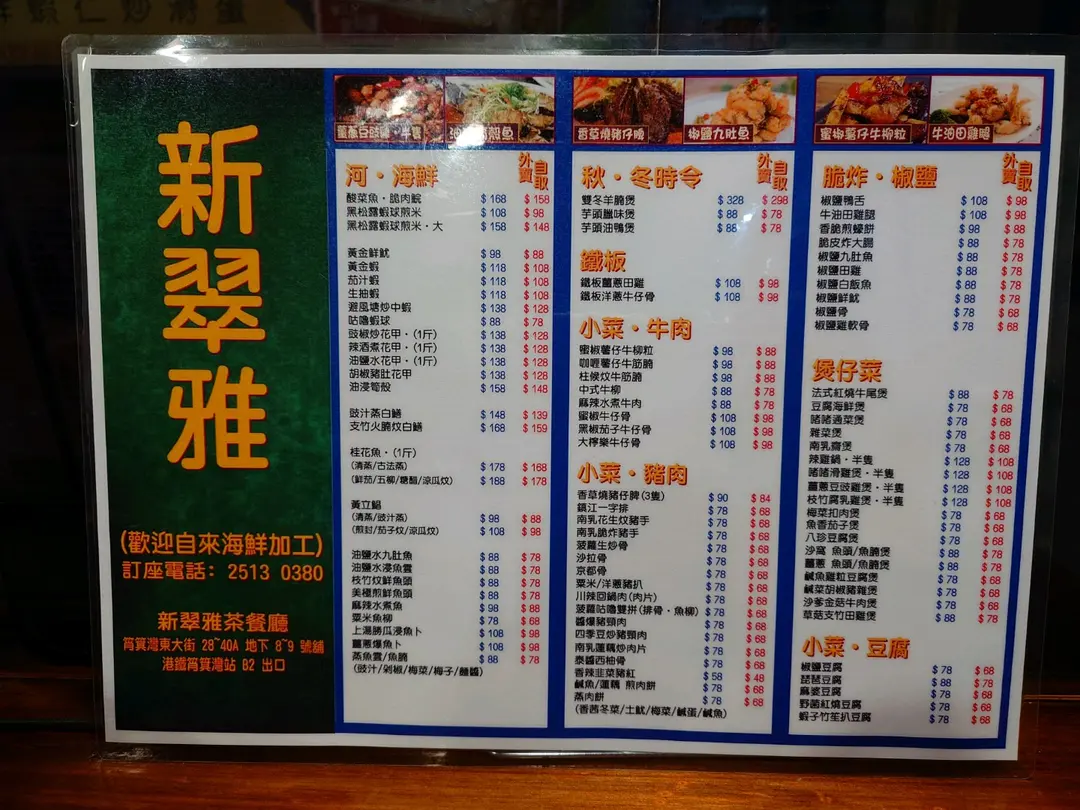 新翠雅
(歡迎自來海鮮加工)
訂座電話: 2513 0380
新翠雅茶餐廳
筲箕灣東大街 28~40A 地下 8~9 號舖
港鐵筲箕灣站 B2 出口
河·海鮮 外賣自取
酸菜魚·脆肉鯇 $168 $158
黑松露蝦球煎米 $108 $98
黑松露蝦球煎米·大 $158 $148
黃金鮮魷 $98 $88
黃金蝦 $118 $108
茄汁蝦 $118 $108
生抽蝦 $118 $108
避風塘炒中蝦 $138 $128
咕嚕蝦球 $88 $78
豉椒炒花甲·(1斤) $138 $128
辣酒煮花甲·(1斤) $138 $128
油鹽水花甲·(1斤) $138 $128
胡椒豬肚花甲 $138 $128
油浸筍殼 $158 $148
豉汁蒸白鱔 $148 $139
支竹火腩炆白鱔 $168 $159
桂花魚·(1斤)
(清蒸/古法蒸) $178 $168
(鮮茄/五柳/糖醋/涼瓜炆) $188 $178
黃立鯧
(清蒸/豉汁蒸) $98 $88
(煎封/茄子炆/涼瓜炆) $108 $98
油鹽水九肚魚 $88 $78
油鹽水浸魚雲 $88 $78
枝竹炆鮮魚頭 $88 $78
美極煎鮮魚頭 $88 $78
麻辣水煮魚 $98 $88
粟米魚柳 $78 $68
上湯勝瓜浸魚卜 $108 $98
薑蔥爆魚卜 $108 $98
蒸魚雲/魚腩 $88 $78
(豉汁/剁椒/梅菜/梅子/麵醬)
香草燒豬仔髀
椒鹽九肚魚
秋·冬時令 外賣自取
雙冬羊腩煲 $328 $298
芋頭臘味煲 $88 $78
芋頭油鴨煲 $88 $78
鐵板
鐵板薑蔥田雞 $108 $98
鐵板洋蔥牛仔骨 $108 $98
小菜·牛肉
蜜椒薯仔牛柳粒 $98 $88
咖喱薯仔牛筋腩 $98 $88
柱候炆牛筋腩 $98 $88
中式牛柳 $88 $78
麻辣水煮牛肉 $88 $78
蜜椒牛仔骨 $108 $98
黑椒茄子牛仔骨 $108 $98
大檸樂牛仔骨 $108 $98
小菜·豬肉
香草燒豬仔髀(3隻) $90 $84
鎮江一字排 $78 $68
南乳花生炆豬手 $78 $68
南乳脆炸豬手 $78 $68
菠蘿生炒骨 $78 $68
沙拉骨 $78 $68
京都骨 $78 $68
粟米/洋蔥豬扒 $78 $68
川辣回鍋肉(肉片) $78 $68
菠蘿咕嚕雙拼(排骨·魚柳) $78 $68
醬爆豬頸肉 $78 $68
四季豆炒豬頸肉 $78 $68
南乳蓮藕炒肉片 $78 $68
泰醬西柚骨 $78 $68
香辣韭菜豬紅 $58 $48
鹹魚/蓮藕 煎肉餅 $78 $68
蒸肉餅 $78 $68
(香茜冬菜/土魷/梅菜/鹹蛋/鹹魚)
蜜椒薯仔牛柳粒
牛油田雞腿
脆炸·椒鹽 外賣自取
椒鹽鴨舌 $108 $98
牛油田雞腿 $108 $98
香脆煎蠔餅 $98 $88
脆皮炸大腸 $88 $78
椒鹽九肚魚 $88 $78
椒鹽田雞 $88 $78
椒鹽白飯魚 $88 $78
椒鹽鮮魷 $88 $78
椒鹽骨 $78 $68
椒鹽雞軟骨 $78 $68
煲仔菜
法式紅燒牛尾煲 $88 $78
豆腐海鮮煲 $78 $68
啫啫通菜煲 $78 $68
雜菜煲 $78 $68
南乳齋煲 $78 $68
辣雞鍋·半隻 $128 $108
啫啫滑雞煲·半隻 $128 $108
薑蔥豆豉雞煲·半隻 $128 $108
枝竹腐乳雞煲·半隻 $128 $108
梅菜扣肉煲 $78 $68
魚香茄子煲 $78 $68
八珍豆腐煲 $78 $68
沙窩 魚頭/魚腩煲 $88 $78
薑蔥 魚頭/魚腩煲 $88 $78
鹹魚雞粒豆腐煲 $78 $68
鹹菜胡椒豬雜煲 $78 $68
沙爹金菇牛肉煲 $78 $68
草菇支竹田雞煲 $88 $78
小菜·豆腐
椒鹽豆腐 $78 $68
琵琶豆腐 $88 $78
麻婆豆腐 $78 $68
野菌紅燒豆腐 $78 $68
蝦子竹笙扒豆腐 $78 $68